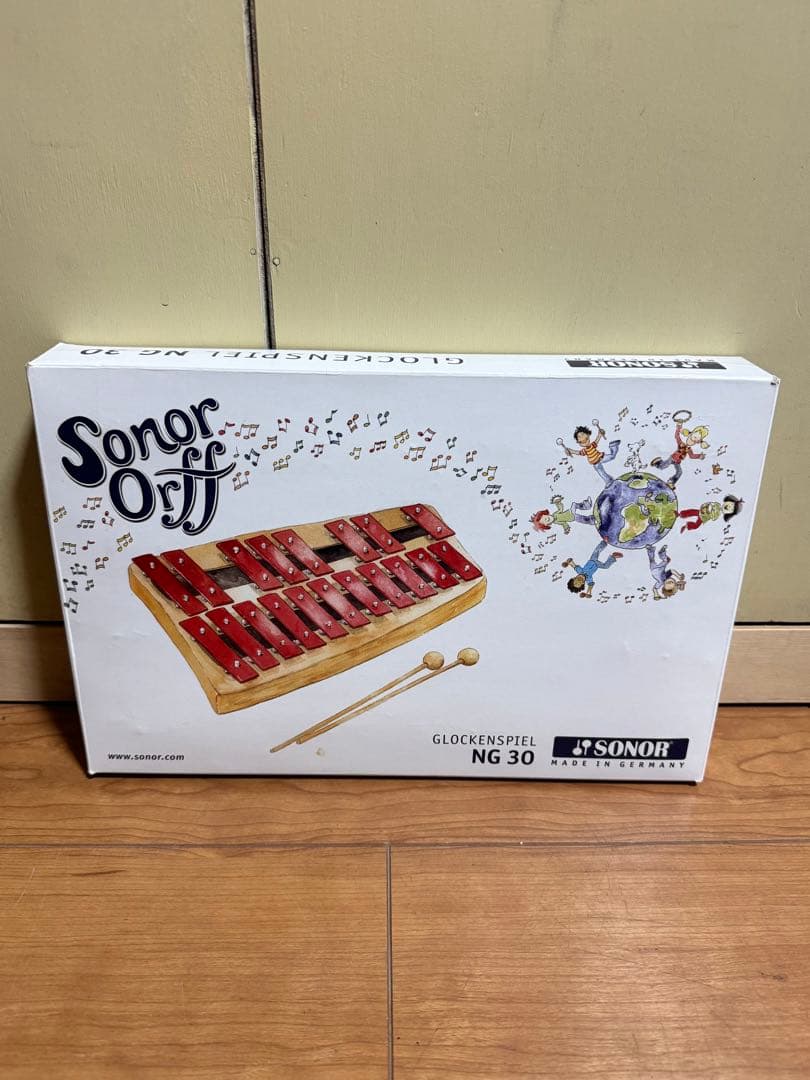 GLOCKENSPIEL NG 30
SONOR
Sonor
Orff
www.sonor.com
GLOCKENSPIEL
NG 30
SONOR
MADE IN GERMANY